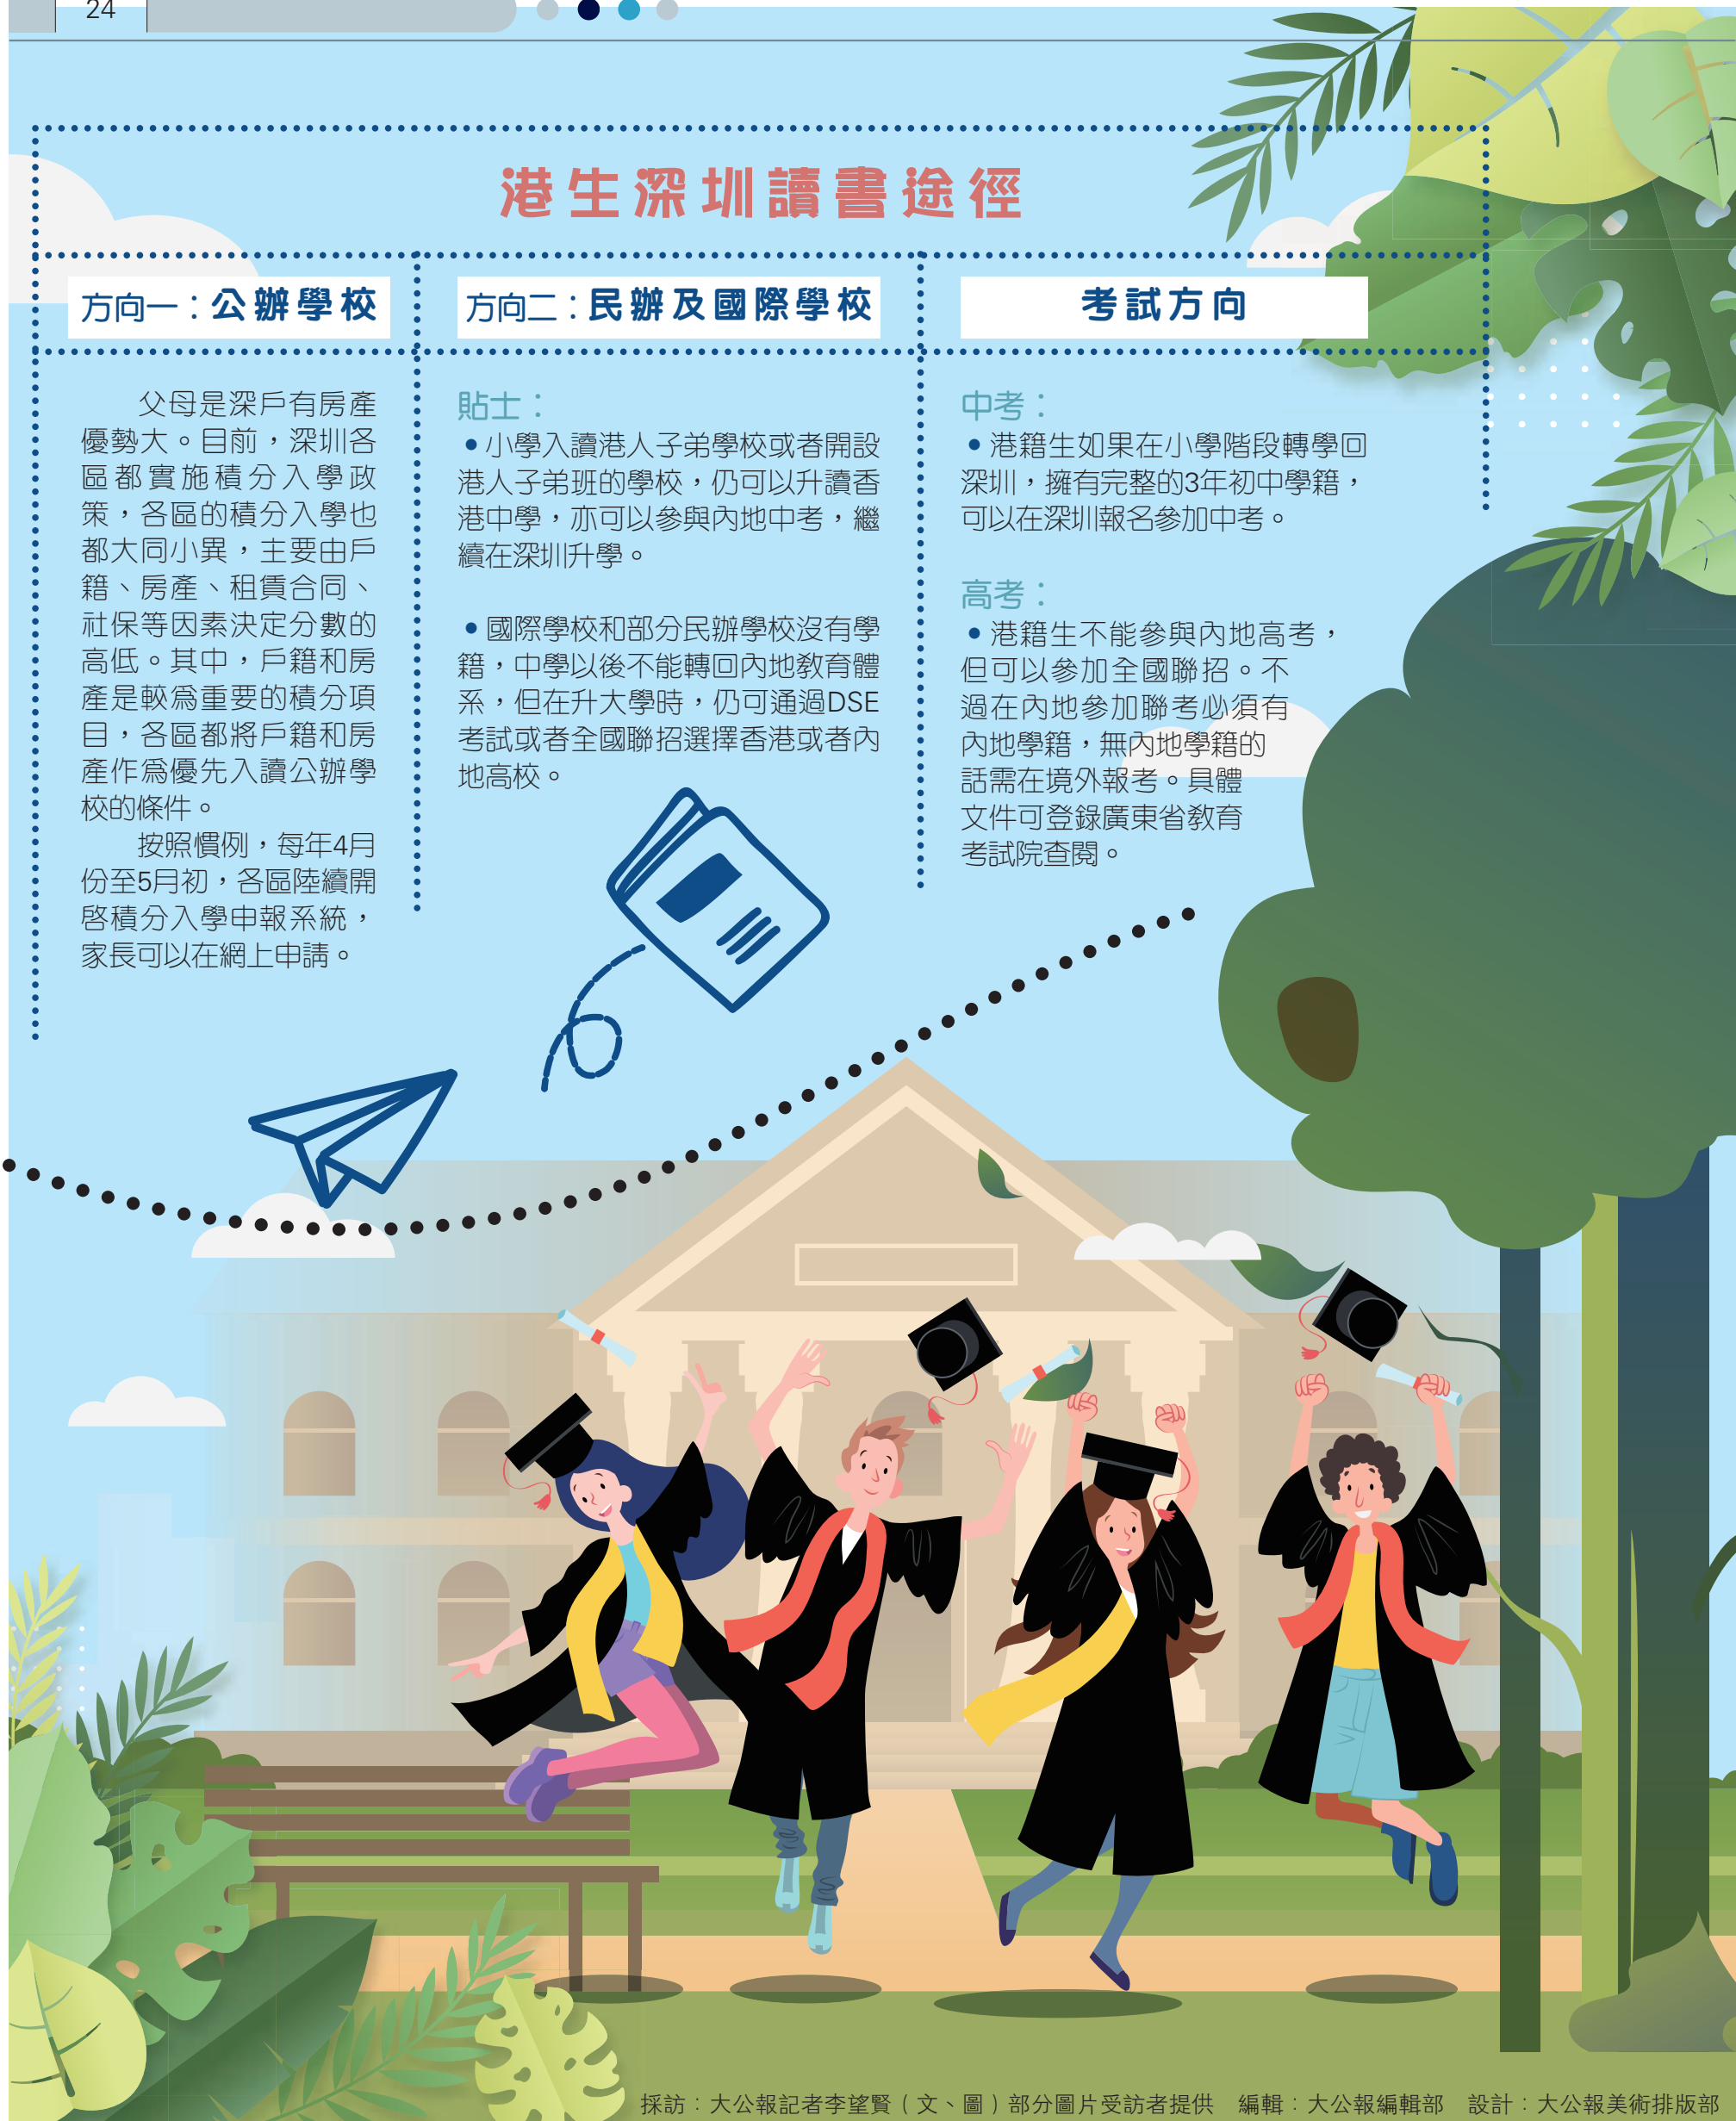 24
港生深圳讀書途徑
方向一：公辦學校
父母是深戶有房產
優勢大。目前，深圳各
區都實施積分入學政
策，各區的積分入學也
都大同小異，主要由戶
籍、房產、租賃合同、
社保等因素決定分數的
高低。其中，戶籍和房
產是較為重要的積分項
目，各區都將戶籍和房
產作為優先入讀公辦學
校的條件。
按照慣例，每年4月
份至5月初，各區陸續開
啓積分入學申報系統，
家長可以在網上申請。
方向二：民辦及國際學校
貼士：
●小學入讀港人子弟學校或者開設
港人子弟班的學校，仍可以升讀香
港中學，亦可以參與內地中考，繼
續在深圳升學。
●國際學校和部分民辦學校沒有學
籍，中學以後不能轉回內地教育體
系，但在升大學時，仍可通過DSE
考試或者全國聯招選擇香港或者內
地高校。
考試方向
中考：
●港籍生如果在小學階段轉學回
深圳，擁有完整的3年初中學籍，
可以在深圳報名參加中考。
高考：
●港籍生不能參與內地高考，
但可以參加全國聯招。不
過在內地參加聯考必須有
內地學籍，無內地學籍的
話需在境外報考。具體
文件可登錄廣東省教育
考試院查閱。
採訪：大公報記者李望賢（文、圖）部分圖片受訪者提供　編輯：大公報編輯部　設計：大公報美術排版部